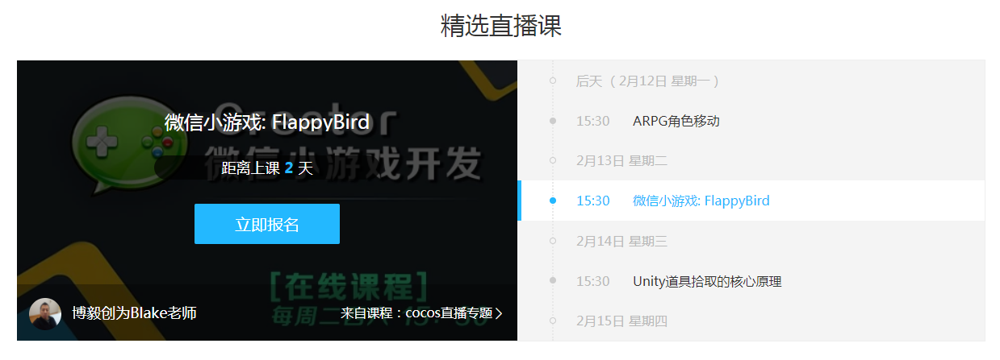 精选直播课
Creator
微信小游戏: FlappyBird
微信小游戏开发
距离上课 2 天
立即报名
[在线课程]
博毅创为Blake老师
来自课程：cocos直播专题
后天 （ 2月12日 星期一 ）
15:30 ARPG角色移动
2月13日 星期二
15:30 微信小游戏: FlappyBird
2月14日 星期三
15:30 Unity道具拾取的核心原理
2月15日 星期四